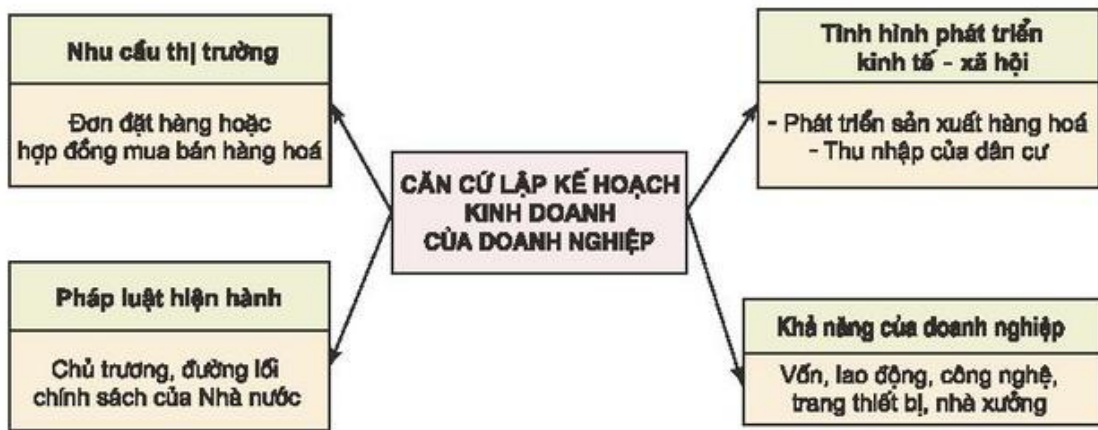 Nhu cầu thị trường
Đơn đặt hàng hoặc
hợp đồng mua bán hàng hoá
Tình hình phát triển
kinh tế - xã hội
- Phát triển sản xuất hàng hoá
- Thu nhập của dân cư
CĂN CỨ LẬP KẾ HOẠCH
KINH DOANH
CỦA DOANH NGHIỆP
Pháp luật hiện hành
Chủ trương, đường lối
chính sách của Nhà nước
Khả năng của doanh nghiệp
Vốn, lao động, công nghệ,
trang thiết bị, nhà xưởng